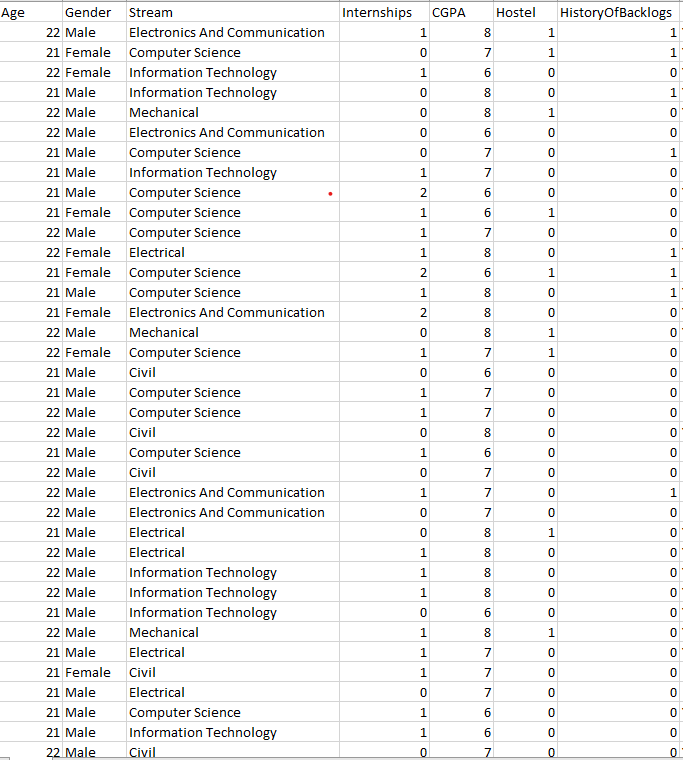 Age Gender Stream Internships CGPA Hostel HistoryOfBacklogs
22 Male Electronics And Communication 1 8 1 1
21 Female Computer Science 0 7 1 1
22 Female Information Technology 1 6 0 0
21 Male Information Technology 0 8 0 1
22 Male Mechanical 0 8 1 0
22 Male Electronics And Communication 0 6 0 0
21 Male Computer Science 0 7 0 1
21 Male Information Technology 1 7 0 0
21 Male Computer Science 2 6 0 0
21 Female Computer Science 1 6 1 0
22 Male Computer Science 1 7 0 0
22 Female Electrical 1 8 0 1
21 Female Computer Science 2 6 1 1
21 Male Computer Science 1 8 0 1
21 Female Electronics And Communication 2 8 0 0
22 Male Mechanical 0 8 1 0
22 Female Computer Science 1 7 1 0
21 Male Civil 0 6 0 0
21 Male Computer Science 1 7 0 0
22 Male Computer Science 1 7 0 0
22 Male Civil 0 8 0 0
21 Male Computer Science 1 6 0 0
22 Male Civil 0 7 0 0
22 Male Electronics And Communication 1 7 0 1
22 Male Electronics And Communication 0 7 0 0
21 Male Electrical 0 8 1 0
22 Male Electrical 1 8 0 0
22 Male Information Technology 1 8 0 0
22 Male Information Technology 1 8 0 0
21 Male Information Technology 0 6 0 0
22 Male Mechanical 1 8 1 0
21 Male Electrical 1 7 0 0
21 Female Civil 1 7 0 0
21 Male Electrical 0 7 0 0
21 Male Computer Science 1 6 0 0
21 Male Information Technology 1 6 0 0
22 Male Civil 0 7 0 0